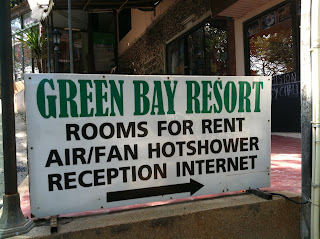 GREEN BAY RESORT
ROOMS FOR RENT
AIR/FAN HOTSHOWER
RECEPTION INTERNET